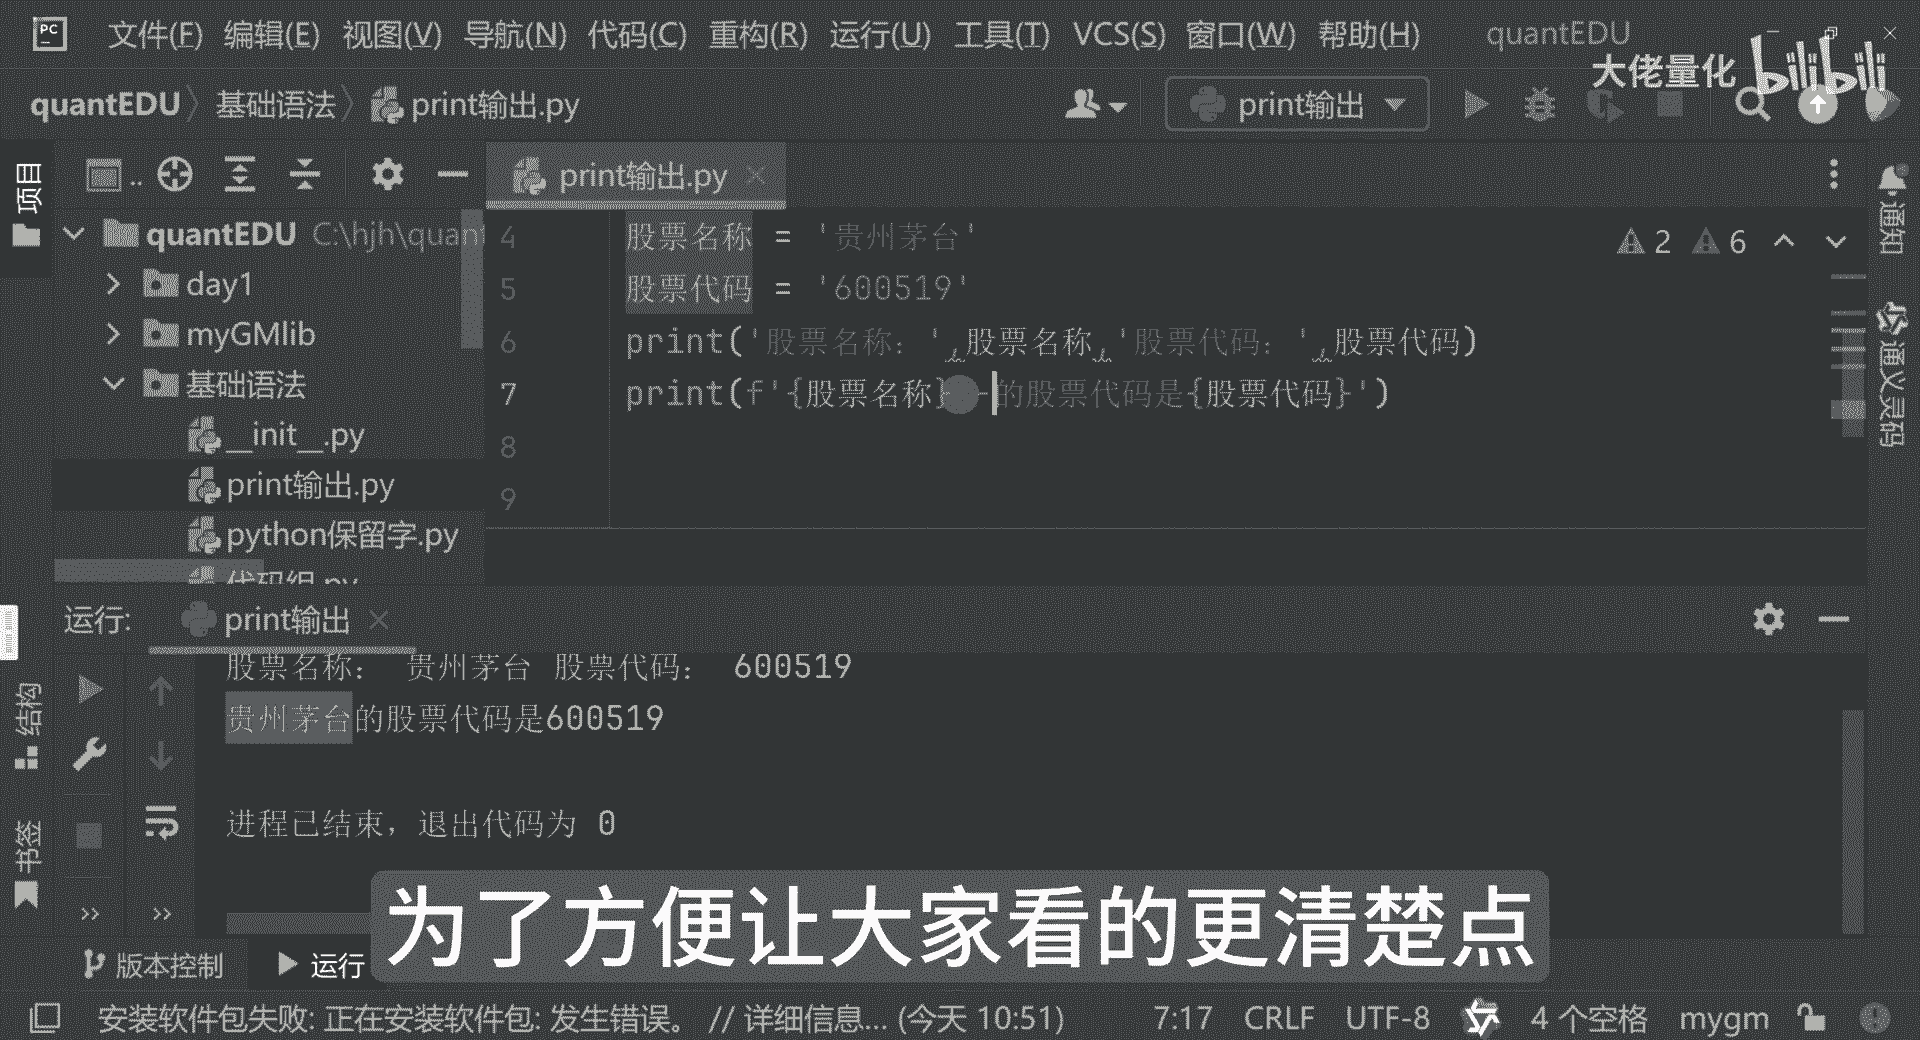 PC
文件(F) 编辑(E) 视图(V) 导航(N) 代码(C) 重构(R) 运行(U) 工具(T) VCS(S) 窗口(W) 帮助(H) quantEDU
大佬量化 bilibili
quantEDU 基础语法 print输出.py print输出
项目
print输出.py
quantEDU C:\hjh\quant
day1
myGMlib
基础语法
__init__.py
print输出.py
python保留字.py
代码组.py
4 股票名称 = '贵州茅台'
5 股票代码 = '600519'
6 print('股票名称：',股票名称,'股票代码：',股票代码)
7 print(f'{股票名称}--的股票代码是{股票代码}')
8
9
2 6
通知
通义灵码
运行: print输出
股票名称： 贵州茅台 股票代码： 600519
贵州茅台的股票代码是600519
进程已结束，退出代码为 0
结构
书签
为了方便让大家看的更清楚点
版本控制 运行
安装软件包失败: 正在安装软件包: 发生错误。 // 详细信息... (今天 10:51) 7:17 CRLF UTF-8 4 个空格 mygm